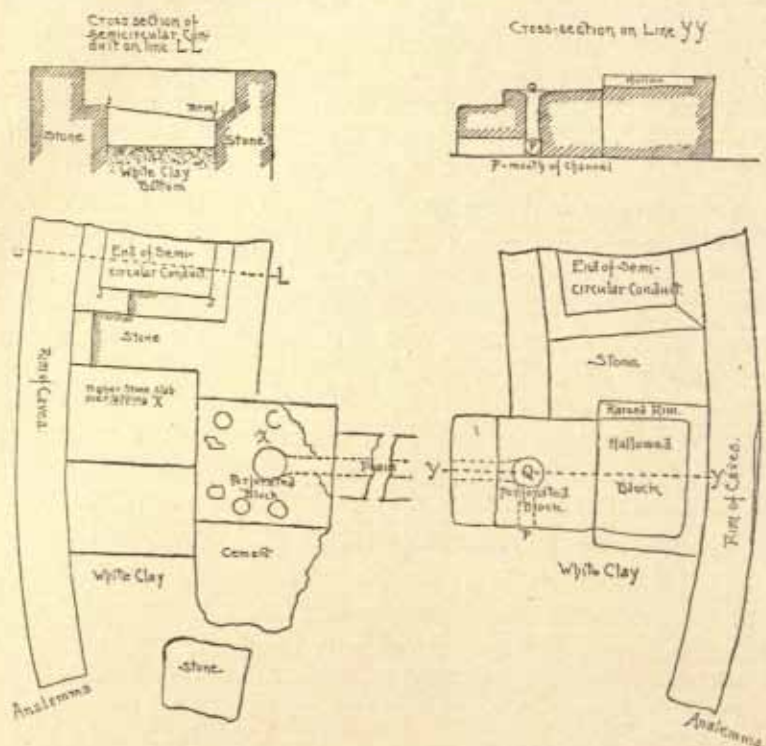 Cross section of
semicircular Con-
duit on line LL
Stone
Stone
White Clay
Bottom
Cross-section on Line YY
Hollow
Q
P
P-mouth of Channel
End of Semi-
circular Conduit
L
Stone
Rim of Cavea.
Higher Stone Slab
overlapping X
C
X
Perforated
Block
Drain
Cement
White Clay
Stone
Analemma
End of Semi-
circular Conduit
Stone
Raised Rim.
Hollowed
Block
Y
Q
Y
Perforated
Block
P
White Clay
Rim of Cavea.
Analemma